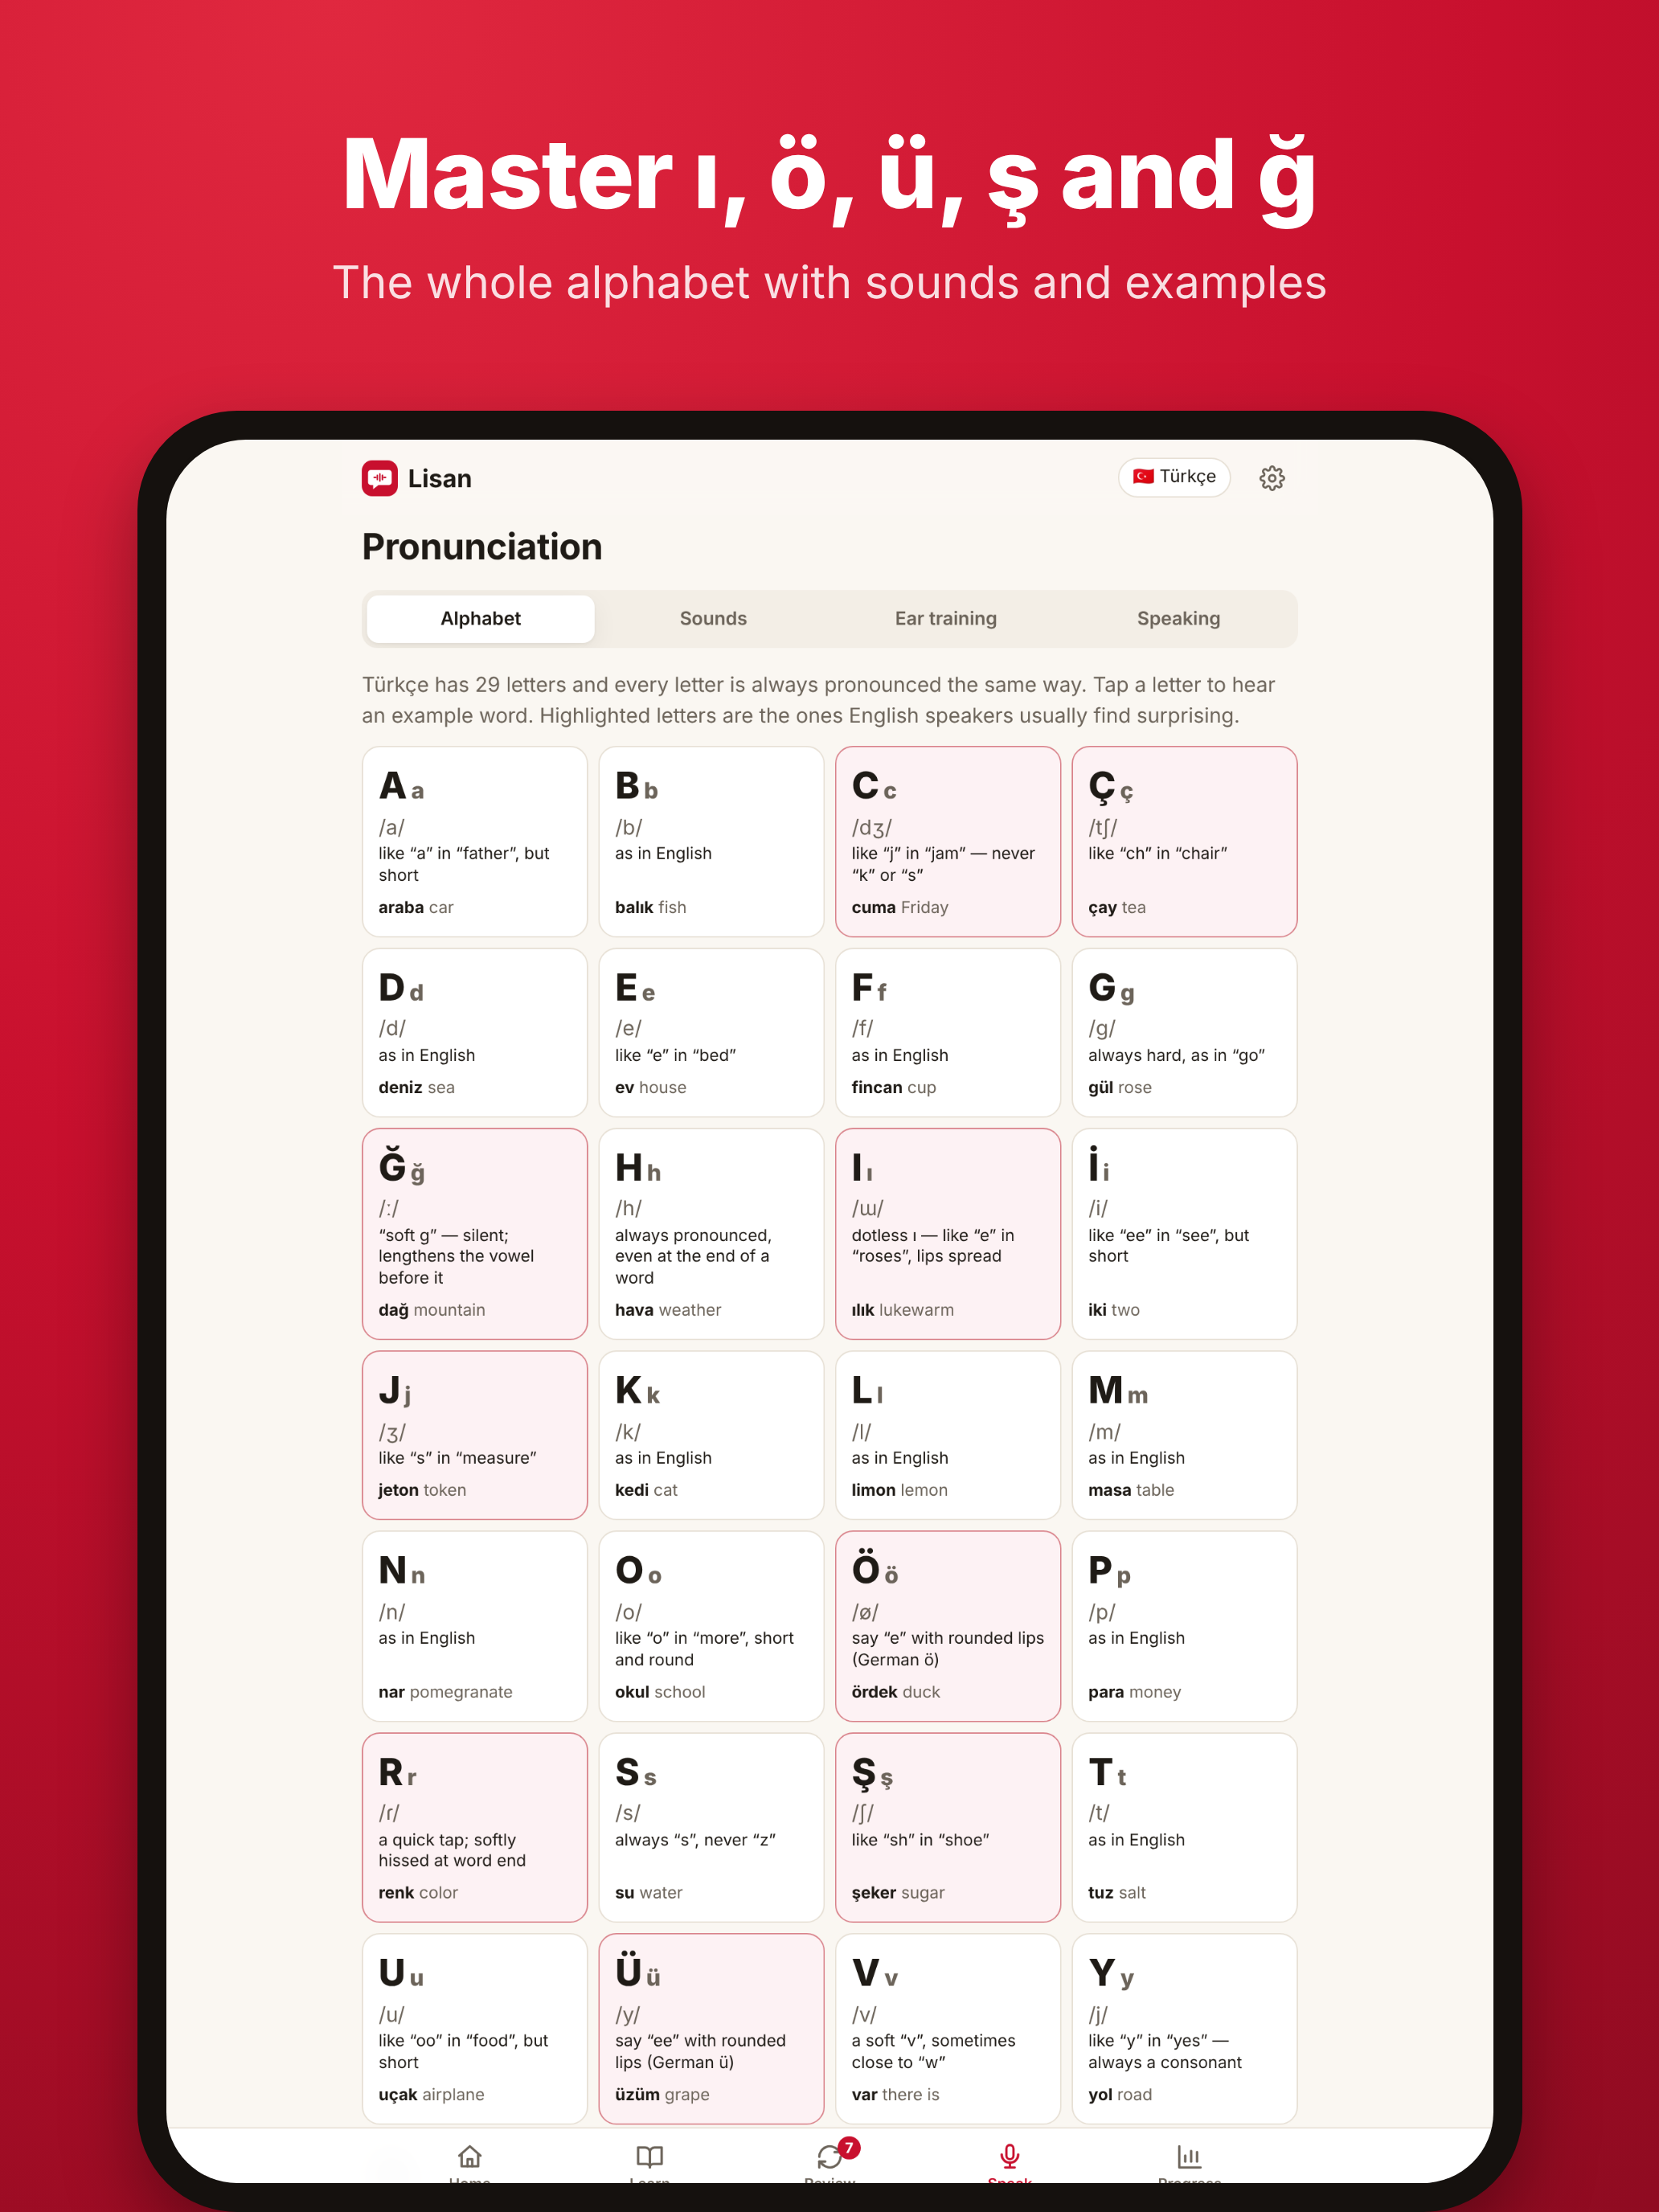 Master ı, ö, ü, ş and ğ
The whole alphabet with sounds and examples
Lisan
🇹🇷 Türkçe
Pronunciation
Alphabet
Sounds
Ear training
Speaking
Türkçe has 29 letters and every letter is always pronounced the same way. Tap a letter to hear
an example word. Highlighted letters are the ones English speakers usually find surprising.
A a
/a/
like “a” in “father”, but
short
araba car
B b
/b/
as in English
balık fish
C c
/dʒ/
like “j” in “jam” — never
“k” or “s”
cuma Friday
Ç ç
/tʃ/
like “ch” in “chair”
çay tea
D d
/d/
as in English
deniz sea
E e
/e/
like “e” in “bed”
ev house
F f
/f/
as in English
fincan cup
G g
/g/
always hard, as in “go”
gül rose
Ğ ğ
/ː/
“soft g” — silent;
lengthens the vowel
before it
dağ mountain
H h
/h/
always pronounced,
even at the end of a
word
hava weather
I ı
/ɯ/
dotless ı — like “e” in
“roses”, lips spread
ılık lukewarm
İ i
/i/
like “ee” in “see”, but
short
iki two
J j
/ʒ/
like “s” in “measure”
jeton token
K k
/k/
as in English
kedi cat
L l
/l/
as in English
limon lemon
M m
/m/
as in English
masa table
N n
/n/
as in English
nar pomegranate
O o
/o/
like “o” in “more”, short
and round
okul school
Ö ö
/ø/
say “e” with rounded lips
(German ö)
ördek duck
P p
/p/
as in English
para money
R r
/ɾ/
a quick tap; softly
hissed at word end
renk color
S s
/s/
always “s”, never “z”
su water
Ş ş
/ʃ/
like “sh” in “shoe”
şeker sugar
T t
/t/
as in English
tuz salt
U u
/u/
like “oo” in “food”, but
short
uçak airplane
Ü ü
/y/
say “ee” with rounded
lips (German ü)
üzüm grape
V v
/v/
a soft “v”, sometimes
close to “w”
var there is
Y y
/j/
like “y” in “yes” —
always a consonant
yol road
7
Home
Learn
Review
Speak
Progress